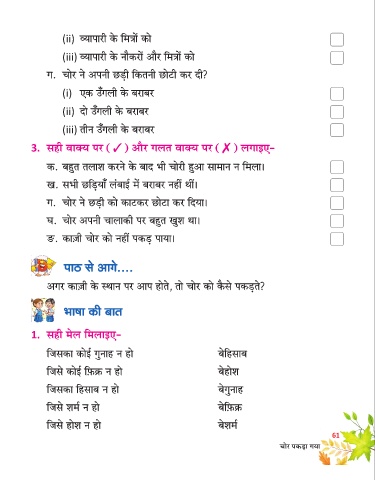 (ii) व्यापारी के मित्रों को
(iii) व्यापारी के नौकरों और मित्रों को
ग. चोर ने अपनी छड़ी कितनी छोटी कर दी?
(i) एक उँगली के बराबर
(ii) दो उँगली के बराबर
(iii) तीन उँगली के बराबर
3. सही वाक्य पर ( ✓ ) और गलत वाक्य पर ( ✗ ) लगाइए-
क. बहुत तलाश करने के बाद भी चोरी हुआ सामान न मिला।
ख. सभी छड़ियाँ लंबाई में बराबर नहीं थीं।
ग. चोर ने छड़ी को काटकर छोटा कर दिया।
घ. चोर अपनी चालाकी पर बहुत खुश था।
ङ. काज़ी चोर को नहीं पकड़ पाया।
पाठ से आगे....
अगर काज़ी के स्थान पर आप होते, तो चोर को कैसे पकड़ते?
भाषा की बात
1. सही मेल मिलाइए-
जिसका कोई गुनाह न हो बेहिसाब
जिसे कोई फ़िक्र न हो बेहोश
जिसका हिसाब न हो बेगुनाह
जिसे शर्म न हो बेफ़िक्र
जिसे होश न हो बेशर्म
61
चोर पकड़ा गया